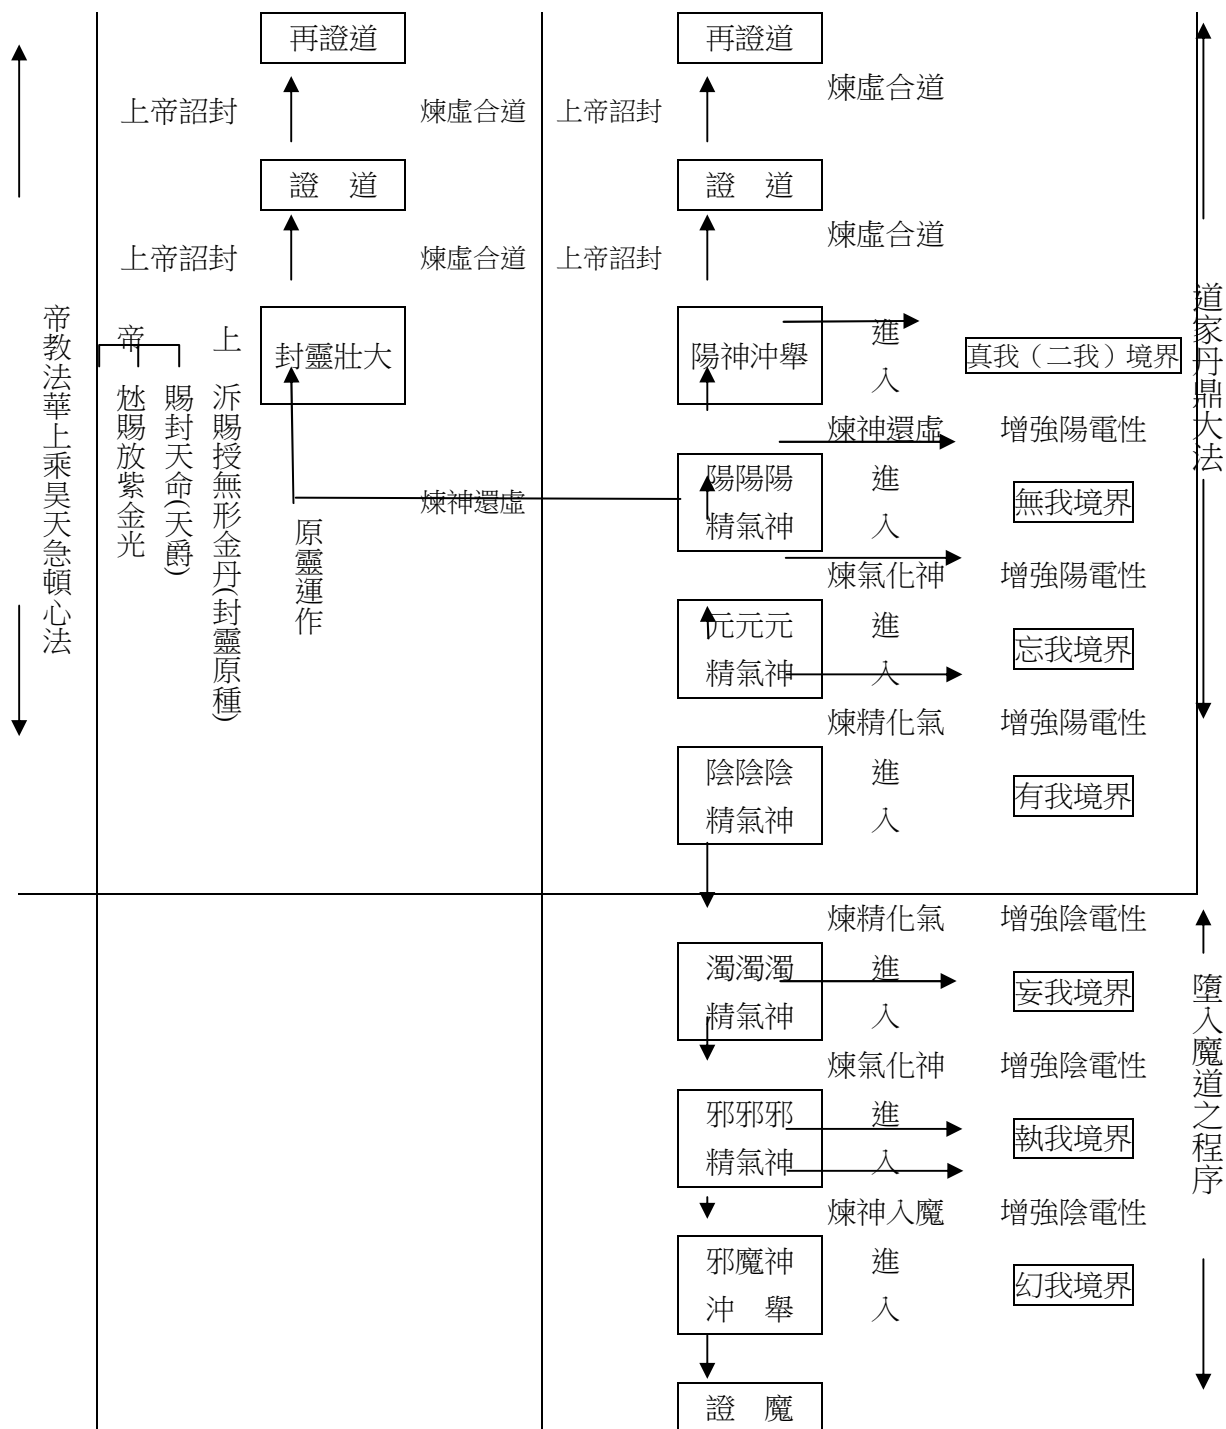 再證道
再證道
煉虛合道
上帝詔封
煉虛合道
上帝詔封
證　道
證　道
煉虛合道
上帝詔封
煉虛合道
上帝詔封
帝教法華上乘昊天急頓心法
上
帝
泝賜授無形金丹(封靈原種)
賜封天命(天爵)
賜放紫金光
封靈壯大
原靈運作
煉神還虛
陽神沖舉
進
入
真我（二我）境界
道家丹鼎大法
煉神還虛
增強陽電性
陽陽陽
精氣神
進
入
無我境界
煉氣化神
增強陽電性
元元元
精氣神
進
入
忘我境界
煉精化氣
增強陽電性
陰陰陰
精氣神
進
入
有我境界
煉精化氣
增強陰電性
濁濁濁
精氣神
進
入
妄我境界
墮入魔道之程序
煉氣化神
增強陰電性
邪邪邪
精氣神
進
入
執我境界
煉神入魔
增強陰電性
邪魔神
沖　舉
進
入
幻我境界
證　魔